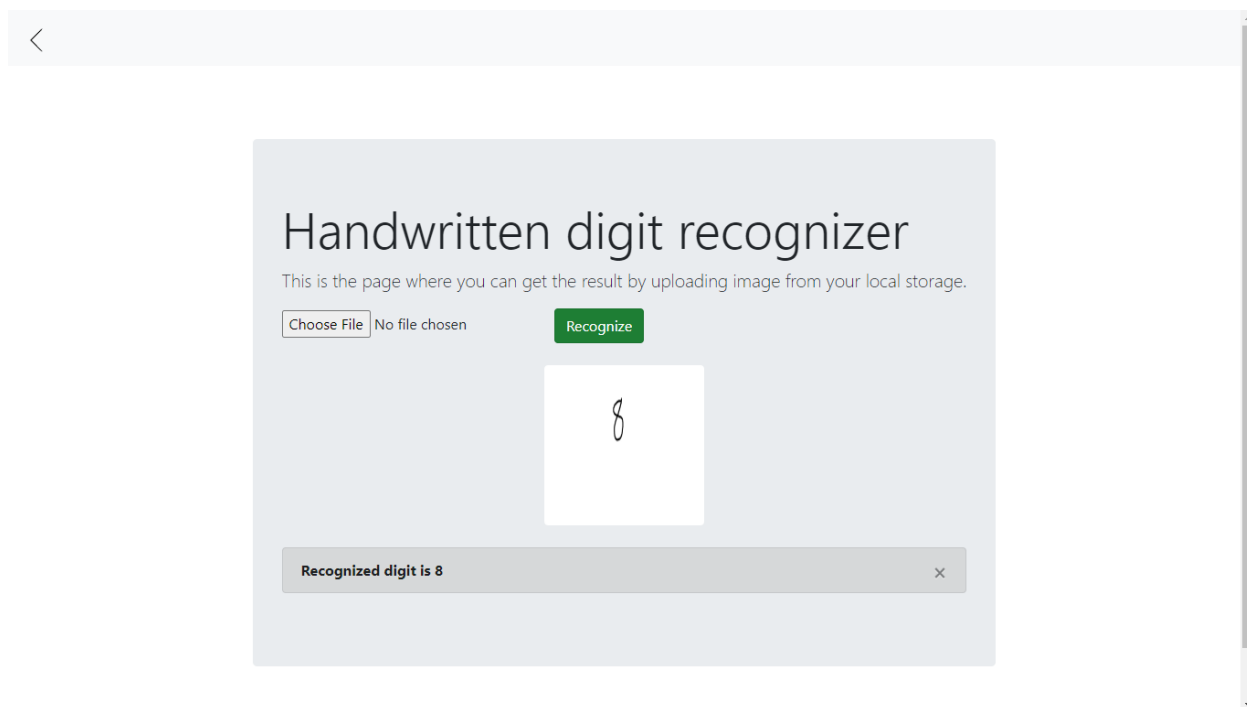 Handwritten digit recognizer
This is the page where you can get the result by uploading image from your local storage.
Choose File No file chosen Recognize
8
Recognized digit is 8 ×